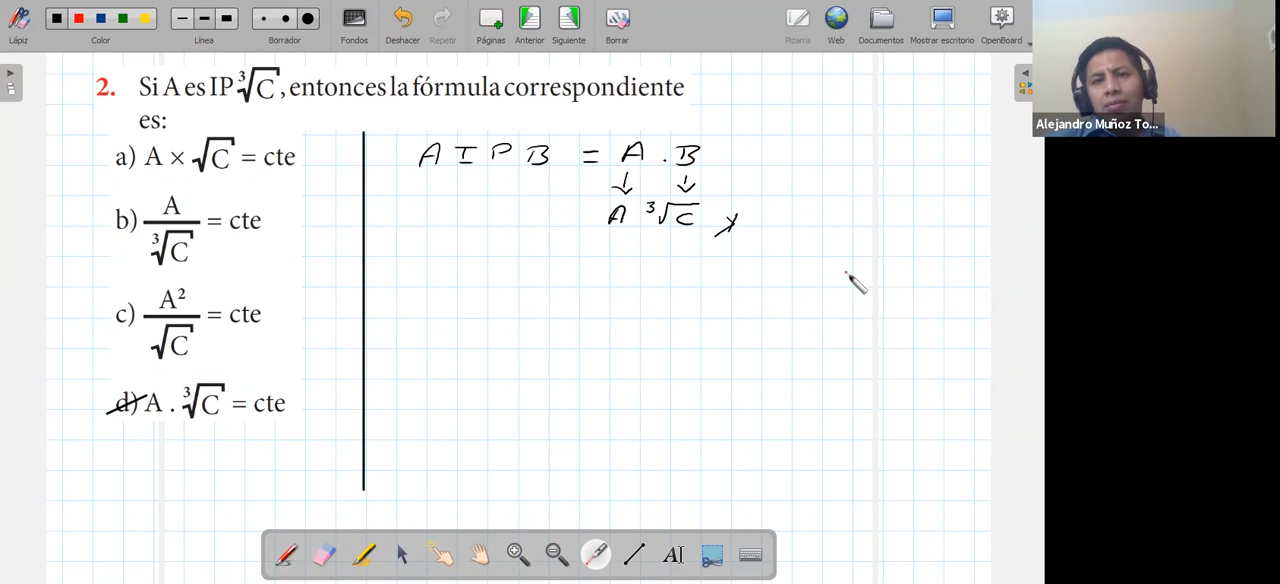 Lápiz Color Línea Borrador Fondos Deshacer Repetir Páginas Anterior Siguiente Borrar Pizarra Web Documentos Mostrar escritorio OpenBoard
Alejandro Muñoz To...
2. Si A es IP ∛C, entonces la fórmula correspondiente
es:
a) A × √C = cte
b) A / ∛C = cte
c) A² / √C = cte
d) A . ∛C = cte
A I P B = A . B
↓ ↓
A ∛C